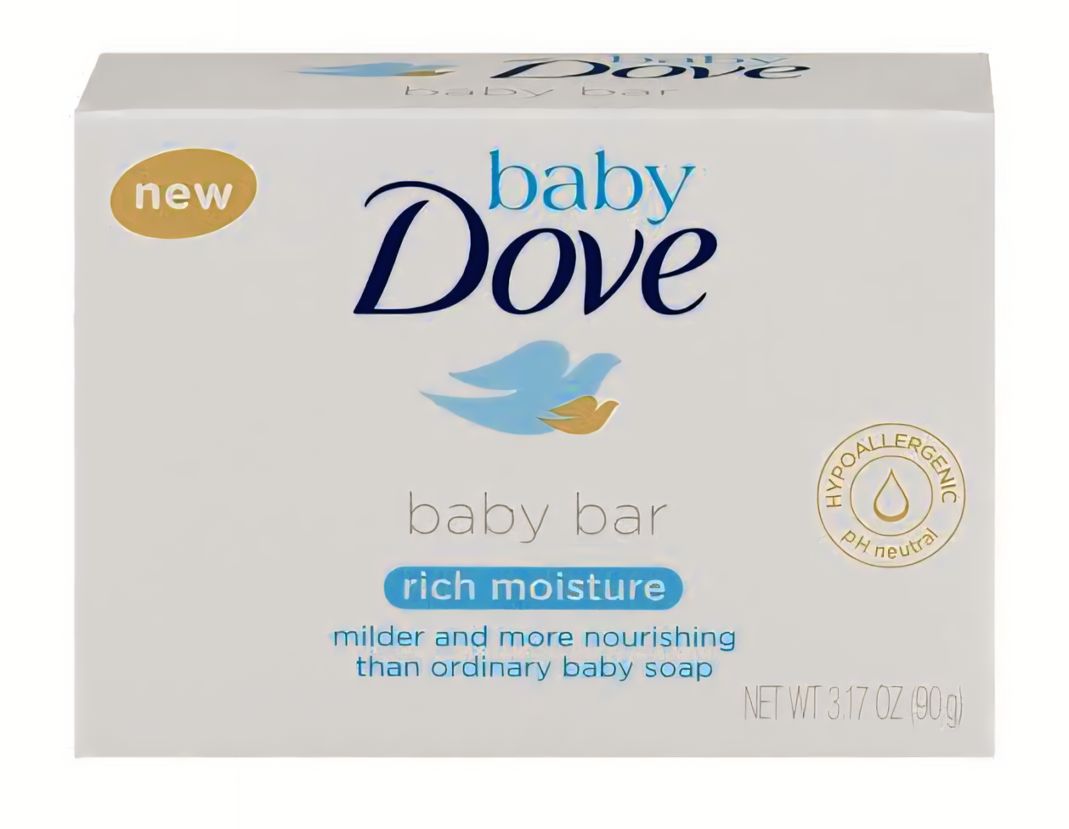 baby
Dove
baby bar
new
baby
Dove
baby bar
HYPOALLERGENIC
pH neutral
rich moisture
milder and more nourishing
than ordinary baby soap
NET WT 3.17 OZ (90 g)